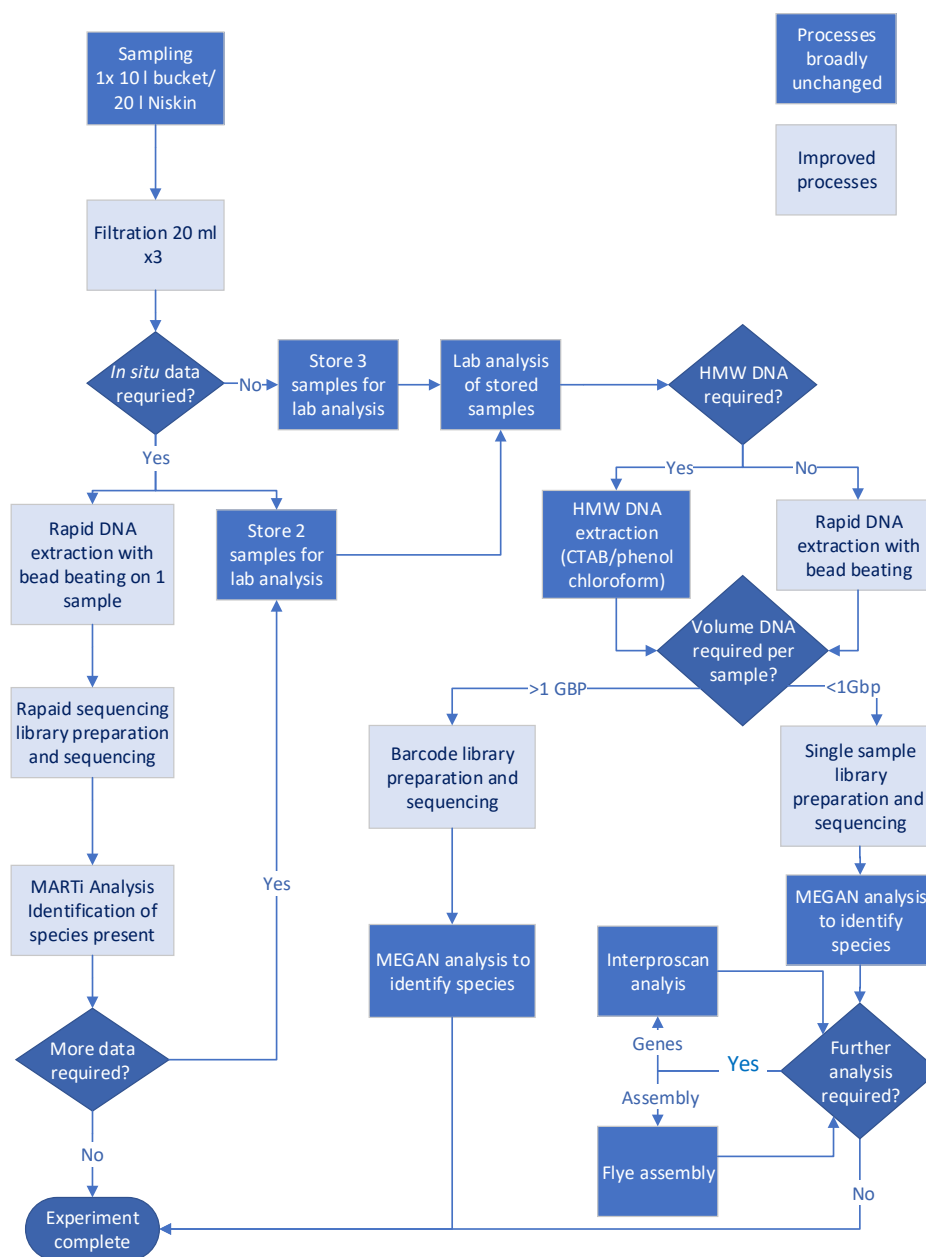 Sampling
1x 10 l bucket/
20 l Niskin
Processes
broadly
unchanged
Improved
processes
Filtration 20 ml
x3
In situ data
requried?
No
Store 3
samples for
lab analysis
Lab analysis
of stored
samples
HMW DNA
required?
Yes
Yes
No
Rapid DNA
extraction with
bead beating on 1
sample
Store 2
samples for
lab analysis
HMW DNA
extraction
(CTAB/phenol
chloroform)
Rapid DNA
extraction with
bead beating
Volume DNA
required per
sample?
>1 GBP
<1Gbp
Rapaid sequencing
library preparation
and sequencing
Barcode library
preparation and
sequencing
Single sample
library
preparation and
sequencing
MARTi Analysis
Identification of
species present
Yes
MEGAN analysis to
identify species
MEGAN analysis
to identify
species
Interproscan
analyis
More data
required?
Genes
Yes
Assembly
Further
analysis
required?
Flye assembly
No
No
Experiment
complete